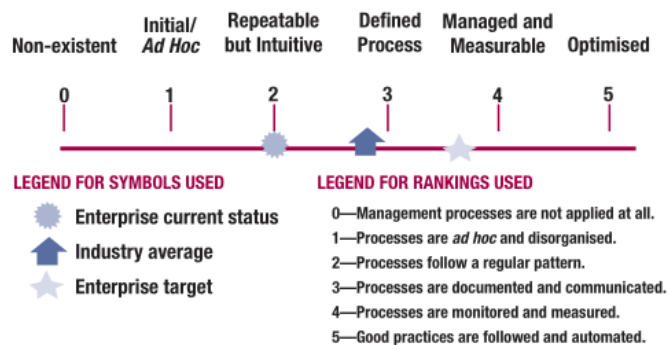 Non-existent
Initial/
Ad Hoc
Repeatable
but Intuitive
Defined
Process
Managed and
Measurable
Optimised
0 1 2 3 4 5
LEGEND FOR SYMBOLS USED
Enterprise current status
Industry average
Enterprise target
LEGEND FOR RANKINGS USED
0—Management processes are not applied at all.
1—Processes are ad hoc and disorganised.
2—Processes follow a regular pattern.
3—Processes are documented and communicated.
4—Processes are monitored and measured.
5—Good practices are followed and automated.